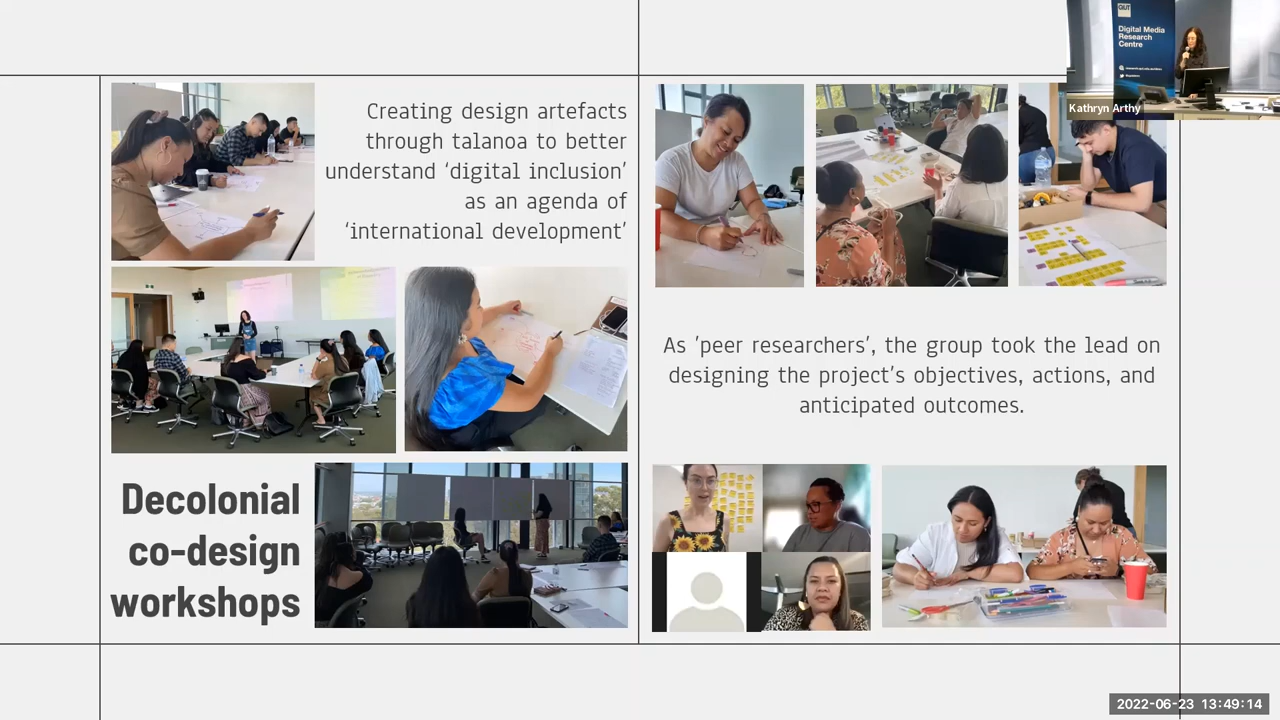 Creating design artefacts
through talanoa to better
understand ‘digital inclusion’
as an agenda of
‘international development’
Decolonial
co-design
workshops
As ’peer researchers’, the group took the lead on
designing the project’s objectives, actions, and
anticipated outcomes.
QUT
Digital Media
Research
Centre
Kathryn Arthy
2022-06-23 13:49:14